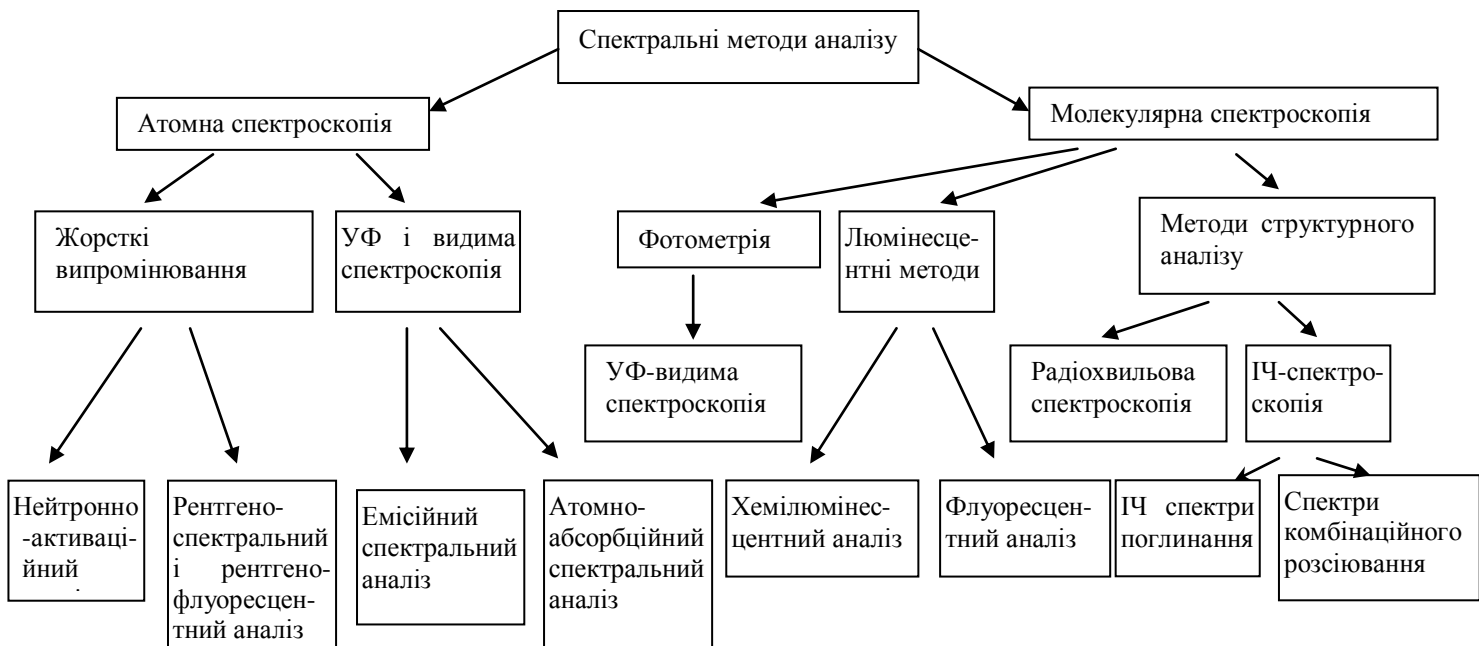 Спектральні методи аналізу
Атомна спектроскопія
Молекулярна спектроскопія
Жорсткі
випромінювання
УФ і видима
спектроскопія
Фотометрія
Люмінесце-
нтні методи
Методи структурного
аналізу
УФ-видима
спектроскопія
Радіохвильова
спектроскопія
ІЧ-спектро-
скопія
Нейтронно
-активаці-
йний
Рентгено-
спектральний
і рентгено-
флуоресцен-
тний аналіз
Емісійний
спектральний
аналіз
Атомно-
абсорбційний
спектральний
аналіз
Хемілюмінес-
центний аналіз
Флуоресцен-
тний аналіз
ІЧ спектри
поглинання
Спектри
комбінаційного
розсіювання